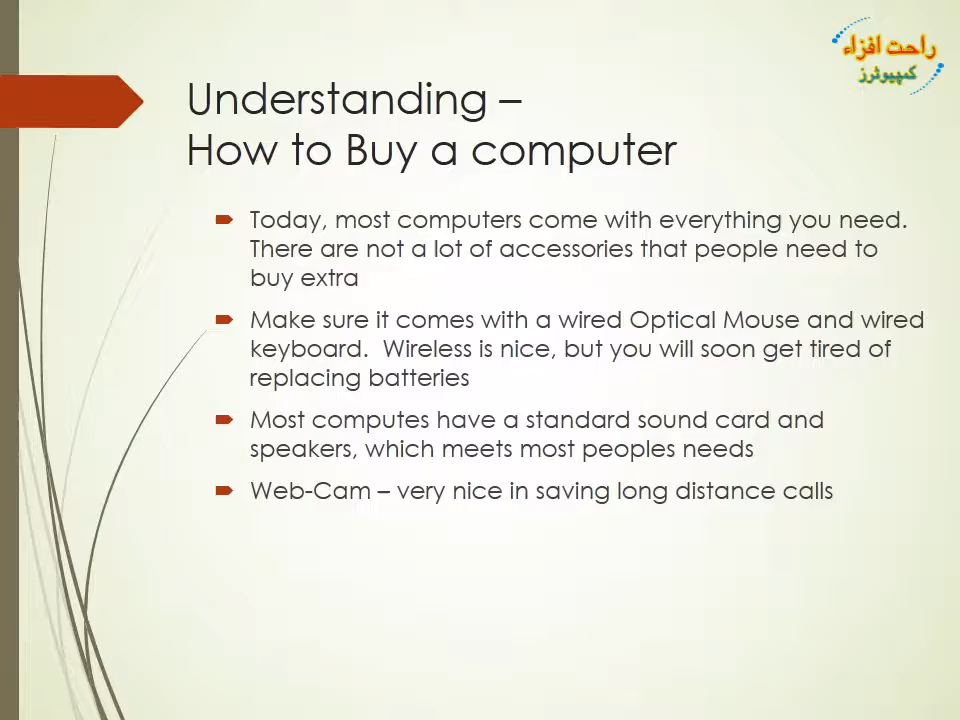 راحت افزاء
کمپیوٹرز
Understanding –
How to Buy a computer
Today, most computers come with everything you need.
There are not a lot of accessories that people need to
buy extra
Make sure it comes with a wired Optical Mouse and wired
keyboard.  Wireless is nice, but you will soon get tired of
replacing batteries
Most computes have a standard sound card and
speakers, which meets most peoples needs
Web-Cam – very nice in saving long distance calls